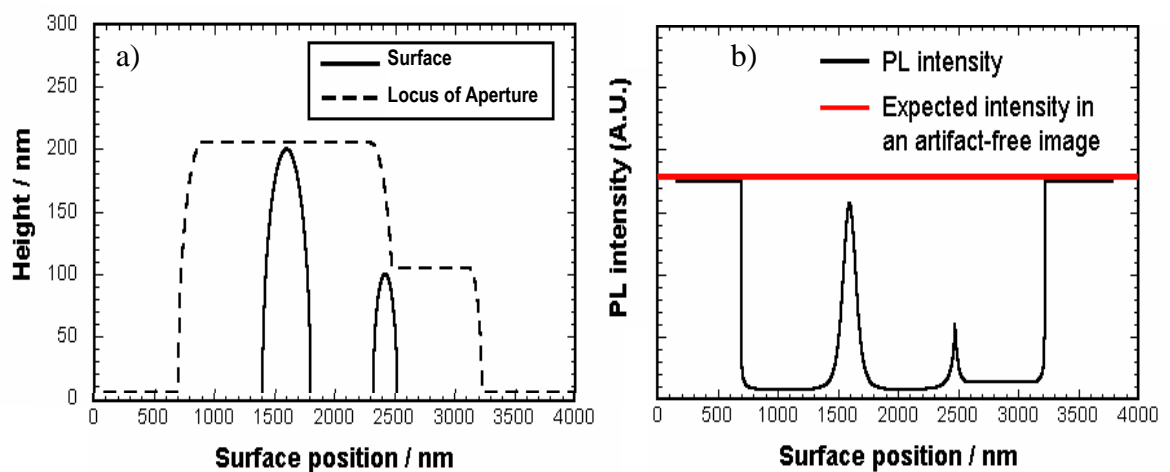 a)
Surface
Locus of Aperture
Height / nm
300
250
200
150
100
50
0
0 500 1000 1500 2000 2500 3000 3500 4000
Surface position / nm
b)
PL intensity
Expected intensity in
an artifact-free image
PL intensity (A.U.)
0 500 1000 1500 2000 2500 3000 3500 4000
Surface position / nm